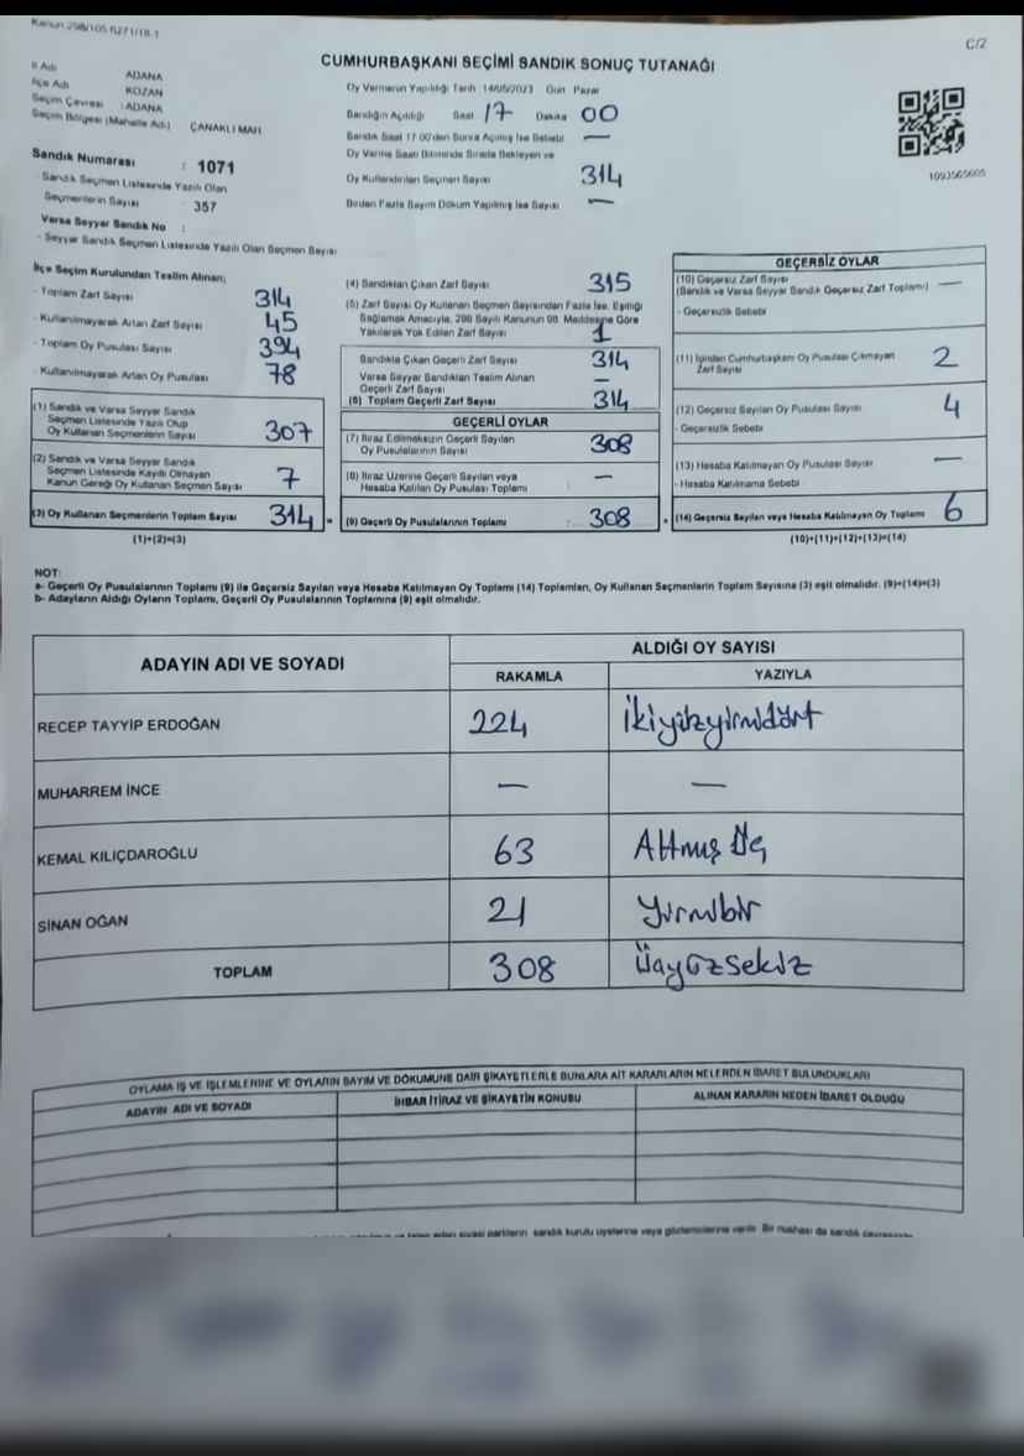 C/2
CUMHURBAŞKANI SEÇİMİ SANDIK SONUÇ TUTANAĞI
İl Adı ADANA
İlçe Adı KOZAN
Seçim Çevresi : ADANA
Seçim Bölgesi (Mahalle Adı) ÇANAKLI MAH
Sandık Numarası : 1071
Sandık Seçmen Listesinde Yazılı Olan
Seçmenlerin Sayısı 357
Varsa Seyyar Sandık No :
- Seyyar Sandık Seçmen Listesinde Yazılı Olan Seçmen Sayısı
Oy Vermenin Yapıldığı Tarih 14/05/2023 Gün Pazar
Sandığın Açıldığı Saat 17 Dakika 00
Sandık Saat 17.00'den Sonra Açılmış İse Sebebi —
Oy Verme Saati Bitiminde Sırada Bekleyen ve
Oy Kullandırılan Seçmen Sayısı 314
Birden Fazla Sayım Döküm Yapılmış İse Sayısı —
İlçe Seçim Kurulundan Teslim Alınan;
- Toplam Zarf Sayısı 314
- Kullanılmayarak Artan Zarf Sayısı 45
- Toplam Oy Pusulası Sayısı 394
- Kullanılmayarak Artan Oy Pusulası 78
(1) Sandık ve Varsa Seyyar Sandık
Seçmen Listesinde Yazılı Olup
Oy Kullanan Seçmenlerin Sayısı 307
(2) Sandık ve Varsa Seyyar Sandık
Seçmen Listesinde Kayıtlı Olmayan
Kanun Gereği Oy Kullanan Seçmen Sayısı 7
(3) Oy Kullanan Seçmenlerin Toplam Sayısı 314
(1)+(2)=(3)
(4) Sandıktan Çıkan Zarf Sayısı 315
(5) Zarf Sayısı Oy Kullanan Seçmen Sayısından Fazla İse, Eşitliği
Sağlamak Amacıyla, 298 Sayılı Kanunun 98. Maddesine Göre
Yakılarak Yok Edilen Zarf Sayısı 1
Sandıkta Çıkan Geçerli Zarf Sayısı 314
Varsa Seyyar Sandıktan Teslim Alınan
Geçerli Zarf Sayısı —
(6) Toplam Geçerli Zarf Sayısı 314
GEÇERLİ OYLAR
(7) İtiraz Edilmeksizin Geçerli Sayılan
Oy Pusulalarının Sayısı 308
(8) İtiraz Üzerine Geçerli Sayılan veya
Hesaba Katılan Oy Pusulası Toplamı —
(9) Geçerli Oy Pusulalarının Toplamı : 308
GEÇERSİZ OYLAR
(10) Geçersiz Zarf Sayısı —
(Sandık ve Varsa Seyyar Sandık Geçersiz Zarf Toplamı)
- Geçersizlik Sebebi
(11) İçinden Cumhurbaşkanı Oy Pusulası Çıkmayan
Zarf Sayısı 2
(12) Geçersiz Sayılan Oy Pusulası Sayısı 4
- Geçersizlik Sebebi
(13) Hesaba Katılmayan Oy Pusulası Sayısı —
- Hesaba Katılmama Sebebi
(14) Geçersiz Sayılan veya Hesaba Katılmayan Oy Toplamı 6
(10)+(11)+(12)+(13)=(14)
NOT:
a- Geçerli Oy Pusulalarının Toplamı (9) ile Geçersiz Sayılan veya Hesaba Katılmayan Oy Toplamı (14) Toplamları, Oy Kullanan Seçmenlerin Toplam Sayısına (3) eşit olmalıdır. (9)+(14)=(3)
b- Adayların Aldığı Oyların Toplamı, Geçerli Oy Pusulalarının Toplamına (9) eşit olmalıdır.
ADAYIN ADI VE SOYADI ALDIĞI OY SAYISI
RAKAMLA YAZIYLA
RECEP TAYYİP ERDOĞAN 224 İkiyüzyirmidört
MUHARREM İNCE — —
KEMAL KILIÇDAROĞLU 63 Altmış Üç
SİNAN OĞAN 21 Yirmibir
TOPLAM 308 Üçyüzsekiz
OYLAMA İŞ VE İŞLEMLERİNE VE OYLARIN SAYIM VE DÖKÜMÜNE DAİR ŞİKAYETLERLE BUNLARA AİT KARARLARIN NELERDEN İBARET BULUNDUKLARI
ADAYIN ADI VE SOYADI İHBAR İTİRAZ VE ŞİKAYETİN KONUSU ALINAN KARARIN NEDEN İBARET OLDUĞU
siyasi partilerin sandık kurulu üyelerine veya gözlemcilerine verilir. Bir nüshası da sandık